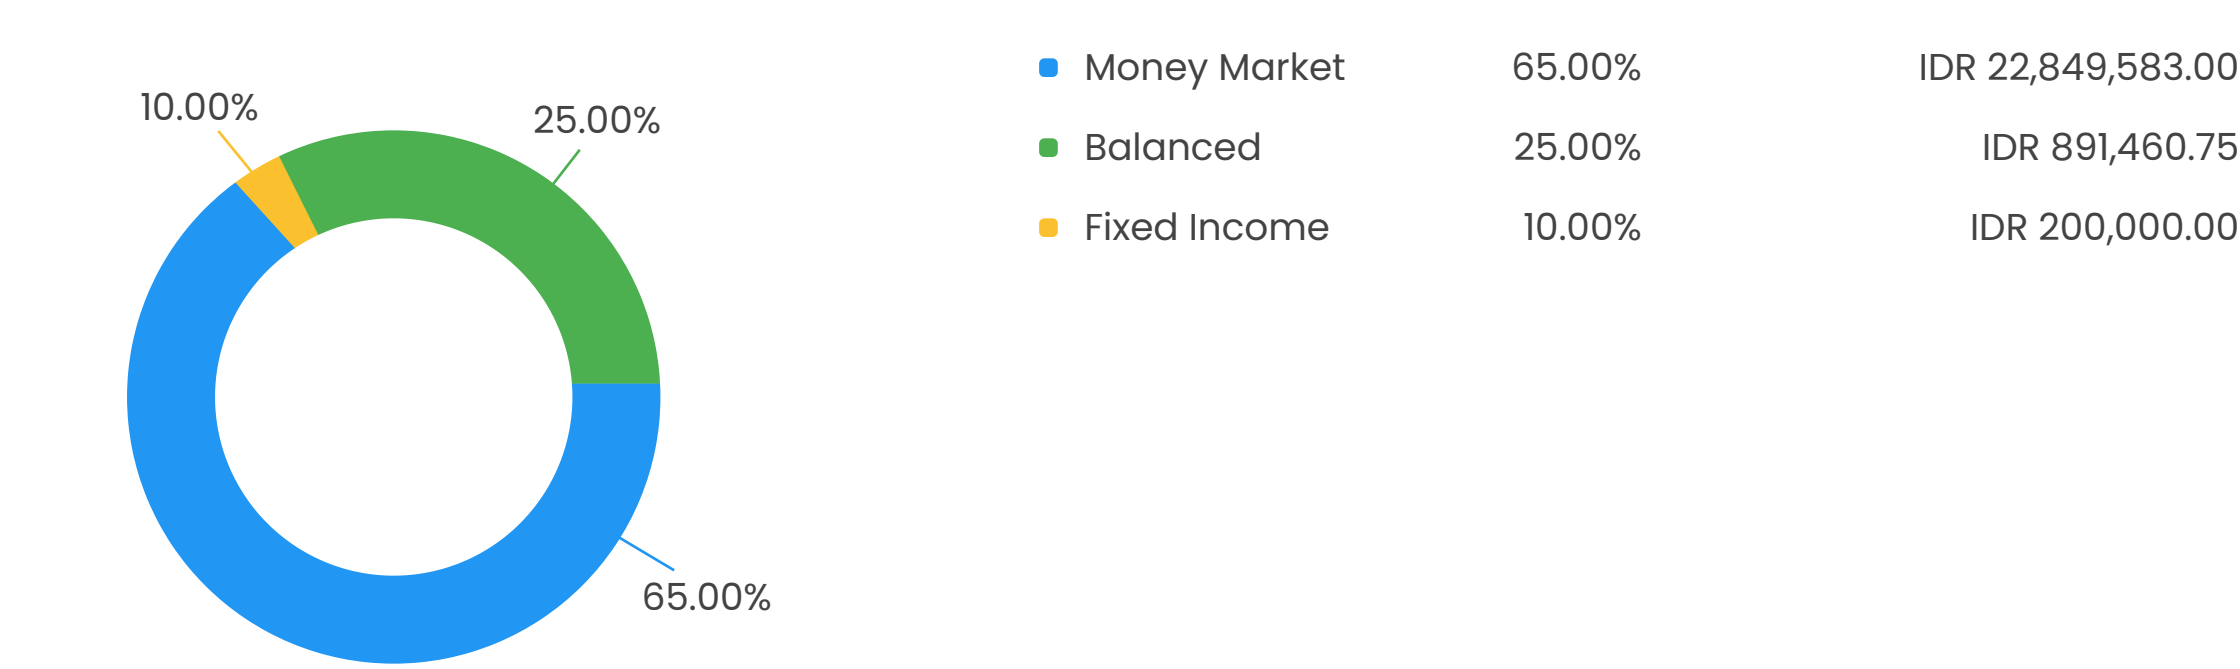 10.00%
25.00%
65.00%
Money Market 65.00% IDR 22,849,583.00
Balanced 25.00% IDR 891,460.75
Fixed Income 10.00% IDR 200,000.00